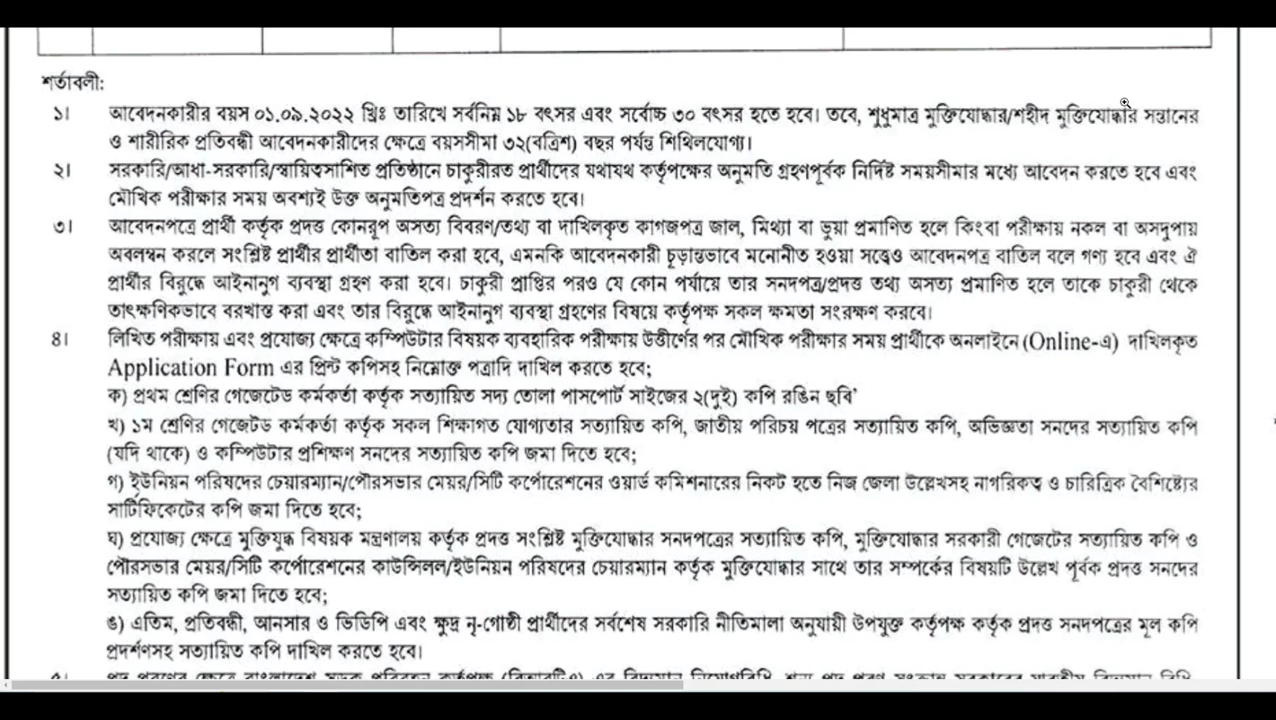 শর্তাবলী:
১। আবেদনকারীর বয়স ০১.০৯.২০২২ খ্রিঃ তারিখে সর্বনিম্ন ১৮ বৎসর এবং সর্বোচ্চ ৩০ বৎসর হতে হবে। তবে, শুধুমাত্র মুক্তিযোদ্ধার/শহীদ মুক্তিযোদ্ধার সন্তানের
ও শারীরিক প্রতিবন্ধী আবেদনকারীদের ক্ষেত্রে বয়সসীমা ৩২(বত্রিশ) বছর পর্যন্ত শিথিলযোগ্য।
২। সরকারি/আধা-সরকারি/স্বায়িত্বসাশিত প্রতিষ্ঠানে চাকুরীরত প্রার্থীদের যথাযথ কর্তৃপক্ষের অনুমতি গ্রহণপূর্বক নির্দিষ্ট সময়সীমার মধ্যে আবেদন করতে হবে এবং
মৌখিক পরীক্ষার সময় অবশ্যই উক্ত অনুমতিপত্র প্রদর্শন করতে হবে।
৩। আবেদনপত্রে প্রার্থী কর্তৃক প্রদত্ত কোনরূপ অসত্য বিবরণ/তথ্য বা দাখিলকৃত কাগজপত্র জাল, মিথ্যা বা ভুয়া প্রমাণিত হলে কিংবা পরীক্ষায় নকল বা অসদুপায়
অবলম্বন করলে সংশ্লিষ্ট প্রার্থীর প্রার্থীতা বাতিল করা হবে, এমনকি আবেদনকারী চূড়ান্তভাবে মনোনীত হওয়া সত্ত্বেও আবেদনপত্র বাতিল বলে গণ্য হবে এবং ঐ
প্রার্থীর বিরুদ্ধে আইনানুগ ব্যবস্থা গ্রহণ করা হবে। চাকুরী প্রাপ্তির পরও যে কোন পর্যায়ে তার সনদপত্র/প্রদত্ত তথ্য অসত্য প্রমাণিত হলে তাকে চাকুরী থেকে
তাৎক্ষণিকভাবে বরখাস্ত করা এবং তার বিরুদ্ধে আইনানুগ ব্যবস্থা গ্রহণের বিষয়ে কর্তৃপক্ষ সকল ক্ষমতা সংরক্ষণ করবে।
৪। লিখিত পরীক্ষায় এবং প্রযোজ্য ক্ষেত্রে কম্পিউটার বিষয়ক ব্যবহারিক পরীক্ষায় উত্তীর্ণের পর মৌখিক পরীক্ষার সময় প্রার্থীকে অনলাইনে (Online-এ) দাখিলকৃত
Application Form এর প্রিন্ট কপিসহ নিম্নোক্ত পত্রাদি দাখিল করতে হবে;
ক) প্রথম শ্রেণির গেজেটেড কর্মকর্তা কর্তৃক সত্যায়িত সদ্য তোলা পাসপোর্ট সাইজের ২(দুই) কপি রঙিন ছবি’
খ) ১ম শ্রেণির গেজেটড কর্মকর্তা কর্তৃক সকল শিক্ষাগত যোগ্যতার সত্যায়িত কপি, জাতীয় পরিচয় পত্রের সত্যায়িত কপি, অভিজ্ঞতা সনদের সত্যায়িত কপি
(যদি থাকে) ও কম্পিউটার প্রশিক্ষণ সনদের সত্যায়িত কপি জমা দিতে হবে;
গ) ইউনিয়ন পরিষদের চেয়ারম্যান/পৌরসভার মেয়র/সিটি কর্পোরেশনের ওয়ার্ড কমিশনারের নিকট হতে নিজ জেলা উল্লেখসহ নাগরিকত্ব ও চারিত্রিক বৈশিষ্ট্যের
সার্টিফিকেটের কপি জমা দিতে হবে;
ঘ) প্রযোজ্য ক্ষেত্রে মুক্তিযুদ্ধ বিষয়ক মন্ত্রণালয় কর্তৃক প্রদত্ত সংশ্লিষ্ট মুক্তিযোদ্ধার সনদপত্রের সত্যায়িত কপি, মুক্তিযোদ্ধার সরকারী গেজেটের সত্যায়িত কপি ও
পৌরসভার মেয়র/সিটি কর্পোরেশনের কাউন্সিলল/ইউনিয়ন পরিষদের চেয়ারম্যান কর্তৃক মুক্তিযোদ্ধার সাথে তার সম্পর্কের বিষয়টি উল্লেখ পূর্বক প্রদত্ত সনদের
সত্যায়িত কপি জমা দিতে হবে;
ঙ) এতিম, প্রতিবন্ধী, আনসার ও ভিডিপি এবং ক্ষুদ্র নৃ-গোষ্ঠী প্রার্থীদের সর্বশেষ সরকারি নীতিমালা অনুযায়ী উপযুক্ত কর্তৃপক্ষ কর্তৃক প্রদত্ত সনদপত্রের মূল কপি
প্রদর্শণসহ সত্যায়িত কপি দাখিল করতে হবে।